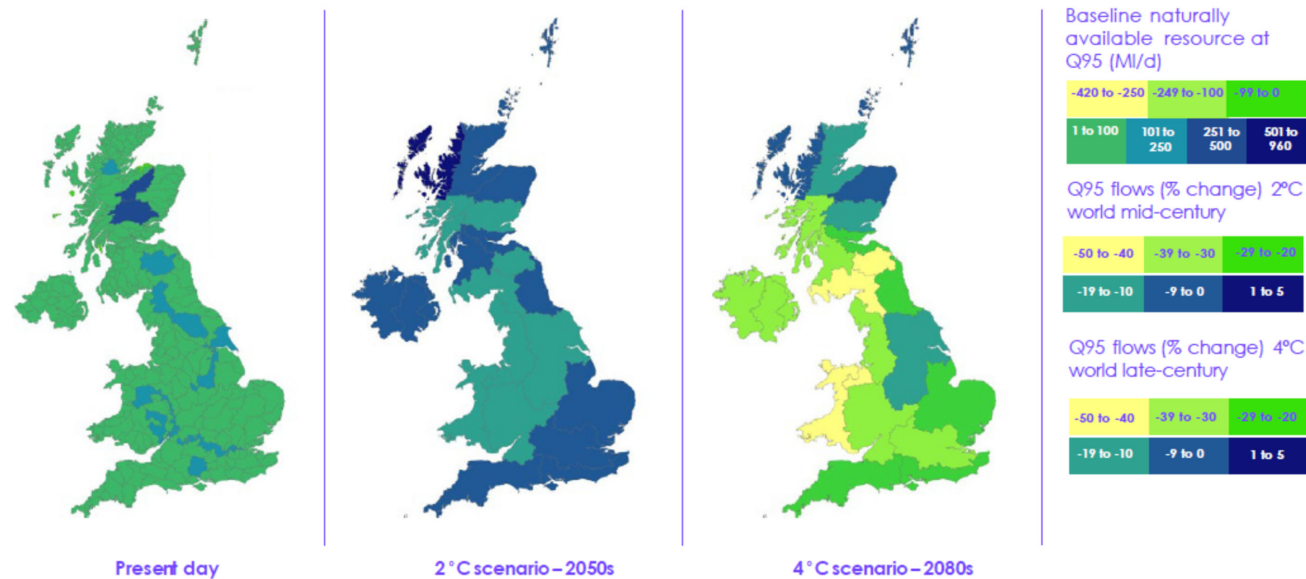 Baseline naturally
available resource at
Q95 (Ml/d)
-420 to -250 -249 to -100 -99 to 0
1 to 100 101 to 250 251 to 500 501 to 960
Q95 flows (% change) 2°C
world mid-century
-50 to -40 -39 to -30 -29 to -20
-19 to -10 -9 to 0 1 to 5
Q95 flows (% change) 4°C
world late-century
-50 to -40 -39 to -30 -29 to -20
-19 to -10 -9 to 0 1 to 5
Present day 2°C scenario – 2050s 4°C scenario – 2080s